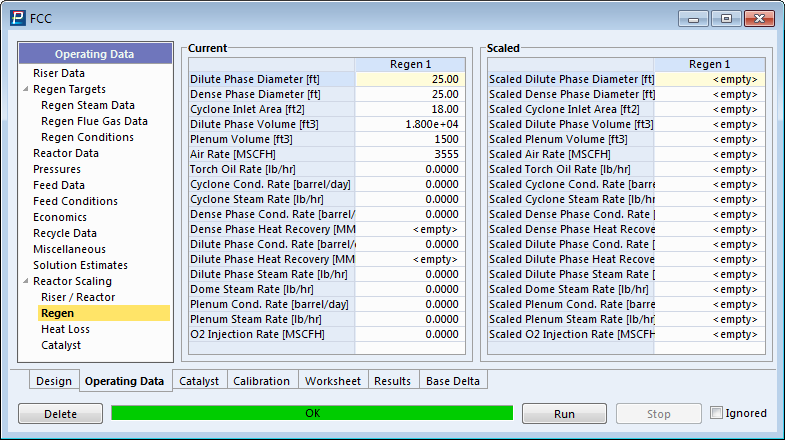 FCC
Operating Data
Riser Data
Regen Targets
Regen Steam Data
Regen Flue Gas Data
Regen Conditions
Reactor Data
Pressures
Feed Data
Feed Conditions
Economics
Recycle Data
Miscellaneous
Solution Estimates
Reactor Scaling
Riser / Reactor
Regen
Heat Loss
Catalyst
Current
Regen 1
Dilute Phase Diameter [ft] 25.00
Dense Phase Diameter [ft] 25.00
Cyclone Inlet Area [ft2] 18.00
Dilute Phase Volume [ft3] 1.800e+04
Plenum Volume [ft3] 1500
Air Rate [MSCFH] 3555
Torch Oil Rate [lb/hr] 0.0000
Cyclone Cond. Rate [barrel/day] 0.0000
Cyclone Steam Rate [lb/hr] 0.0000
Dense Phase Cond. Rate [barrel/ 0.0000
Dense Phase Heat Recovery [MM <empty>
Dilute Phase Cond. Rate [barrel/d 0.0000
Dilute Phase Heat Recovery [MM <empty>
Dilute Phase Steam Rate [lb/hr] 0.0000
Dome Steam Rate [lb/hr] 0.0000
Plenum Cond. Rate [barrel/day] 0.0000
Plenum Steam Rate [lb/hr] 0.0000
O2 Injection Rate [MSCFH] 0.0000
Scaled
Regen 1
Scaled Dilute Phase Diameter [ft] <empty>
Scaled Dense Phase Diameter [ft] <empty>
Scaled Cyclone Inlet Area [ft2] <empty>
Scaled Dilute Phase Volume [ft3] <empty>
Scaled Plenum Volume [ft3] <empty>
Scaled Air Rate [MSCFH] <empty>
Scaled Torch Oil Rate [lb/hr] <empty>
Scaled Cyclone Cond. Rate [barre <empty>
Scaled Cyclone Steam Rate [lb/hr <empty>
Scaled Dense Phase Cond. Rate [ <empty>
Scaled Dense Phase Heat Recove <empty>
Scaled Dilute Phase Cond. Rate [ <empty>
Scaled Dilute Phase Heat Recove <empty>
Scaled Dilute Phase Steam Rate [ <empty>
Scaled Dome Steam Rate [lb/hr] <empty>
Scaled Plenum Cond. Rate [barrel <empty>
Scaled Plenum Steam Rate [lb/hr] <empty>
Scaled O2 Injection Rate [MSCFH <empty>
Design Operating Data Catalyst Calibration Worksheet Results Base Delta
Delete OK Run Stop Ignored